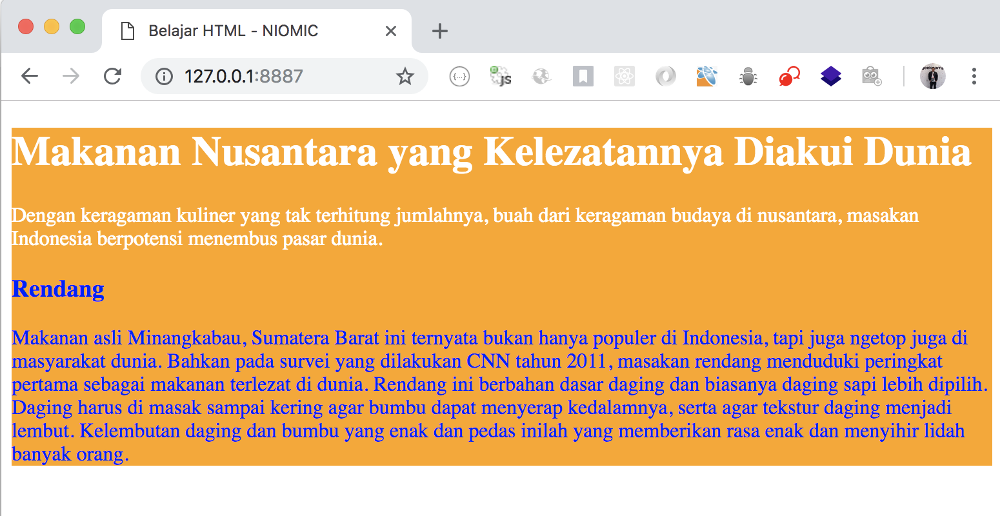 Belajar HTML - NIOMIC
127.0.0.1:8887
{...}
JS
Makanan Nusantara yang Kelezatannya Diakui Dunia
Dengan keragaman kuliner yang tak terhitung jumlahnya, buah dari keragaman budaya di nusantara, masakan
Indonesia berpotensi menembus pasar dunia.
Rendang
Makanan asli Minangkabau, Sumatera Barat ini ternyata bukan hanya populer di Indonesia, tapi juga ngetop juga di
masyarakat dunia. Bahkan pada survei yang dilakukan CNN tahun 2011, masakan rendang menduduki peringkat
pertama sebagai makanan terlezat di dunia. Rendang ini berbahan dasar daging dan biasanya daging sapi lebih dipilih.
Daging harus di masak sampai kering agar bumbu dapat menyerap kedalamnya, serta agar tekstur daging menjadi
lembut. Kelembutan daging dan bumbu yang enak dan pedas inilah yang memberikan rasa enak dan menyihir lidah
banyak orang.